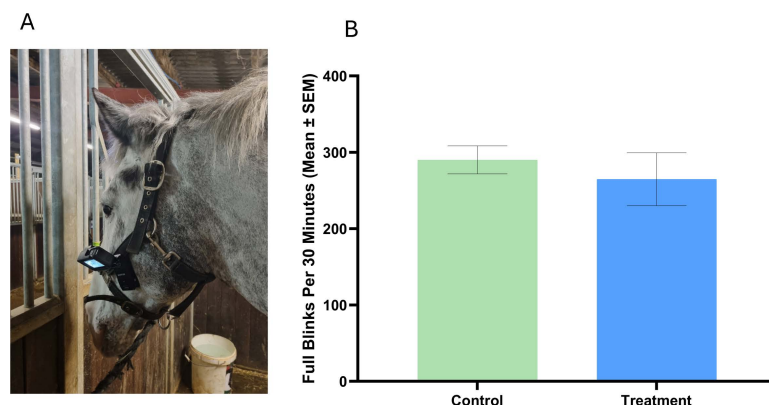 A
B
Full Blinks Per 30 Minutes (Mean ± SEM)
400
300
200
100
0
Control
Treatment